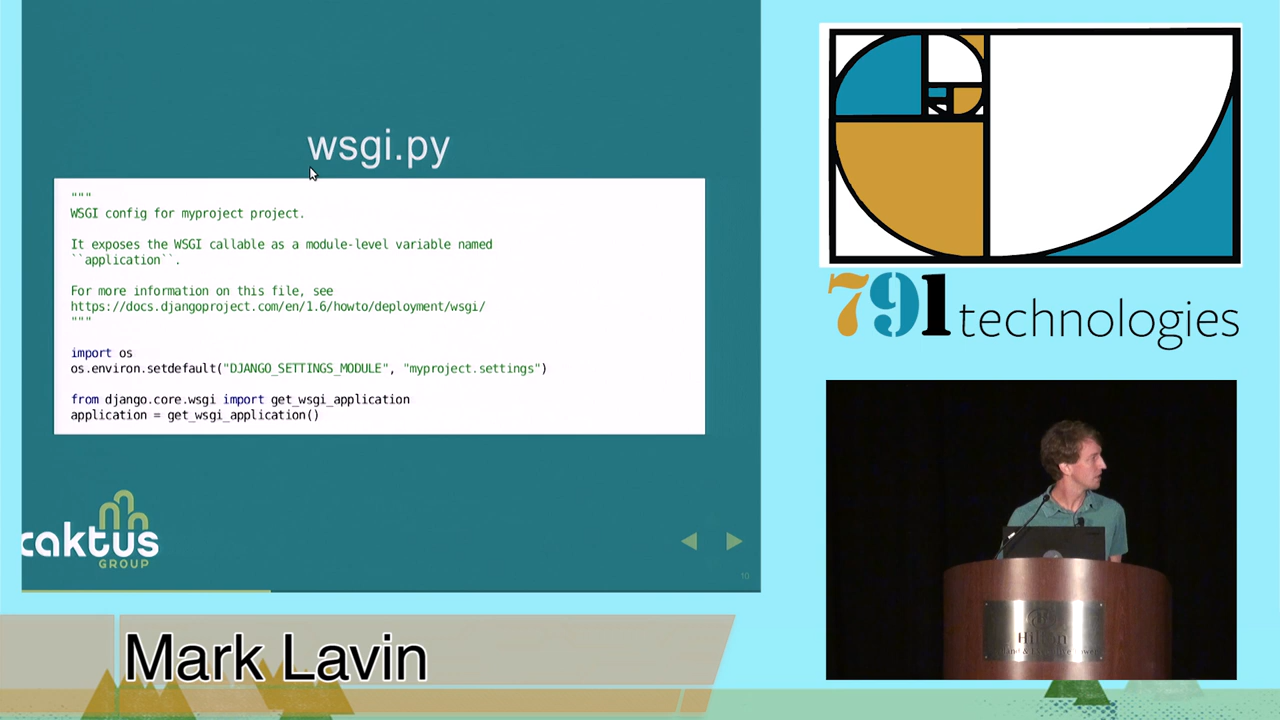 wsgi.py
"""
WSGI config for myproject project.
It exposes the WSGI callable as a module-level variable named
``application``.
For more information on this file, see
https://docs.djangoproject.com/en/1.6/howto/deployment/wsgi/
"""
import os
os.environ.setdefault("DJANGO_SETTINGS_MODULE", "myproject.settings")
from django.core.wsgi import get_wsgi_application
application = get_wsgi_application()
caktus
GROUP
10
791 technologies
Hilton
Mark Lavin